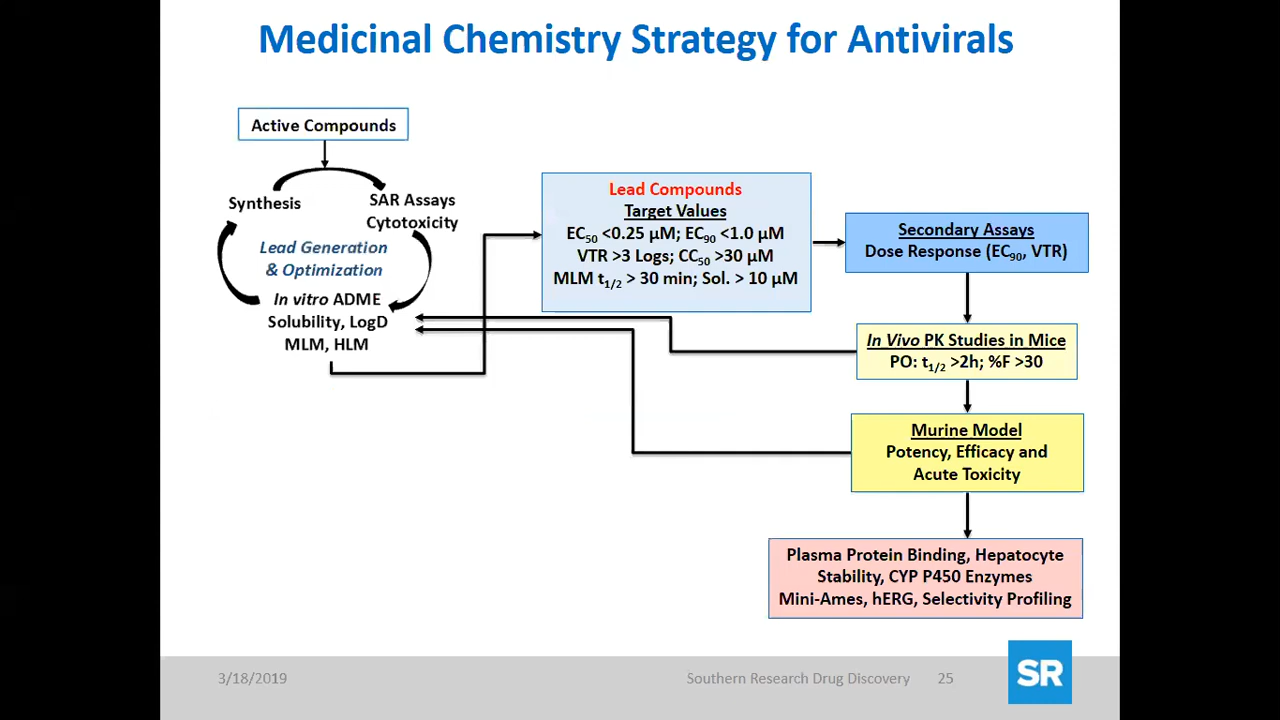 Medicinal Chemistry Strategy for Antivirals
Active Compounds
Synthesis
SAR Assays
Cytotoxicity
Lead Generation
& Optimization
In vitro ADME
Solubility, LogD
MLM, HLM
Lead Compounds
Target Values
EC50 <0.25 µM; EC90 <1.0 µM
VTR >3 Logs; CC50 >30 µM
MLM t1/2 > 30 min; Sol. > 10 µM
Secondary Assays
Dose Response (EC90, VTR)
In Vivo PK Studies in Mice
PO: t1/2 >2h; %F >30
Murine Model
Potency, Efficacy and
Acute Toxicity
Plasma Protein Binding, Hepatocyte
Stability, CYP P450 Enzymes
Mini-Ames, hERG, Selectivity Profiling
3/18/2019
Southern Research Drug Discovery
25
SR